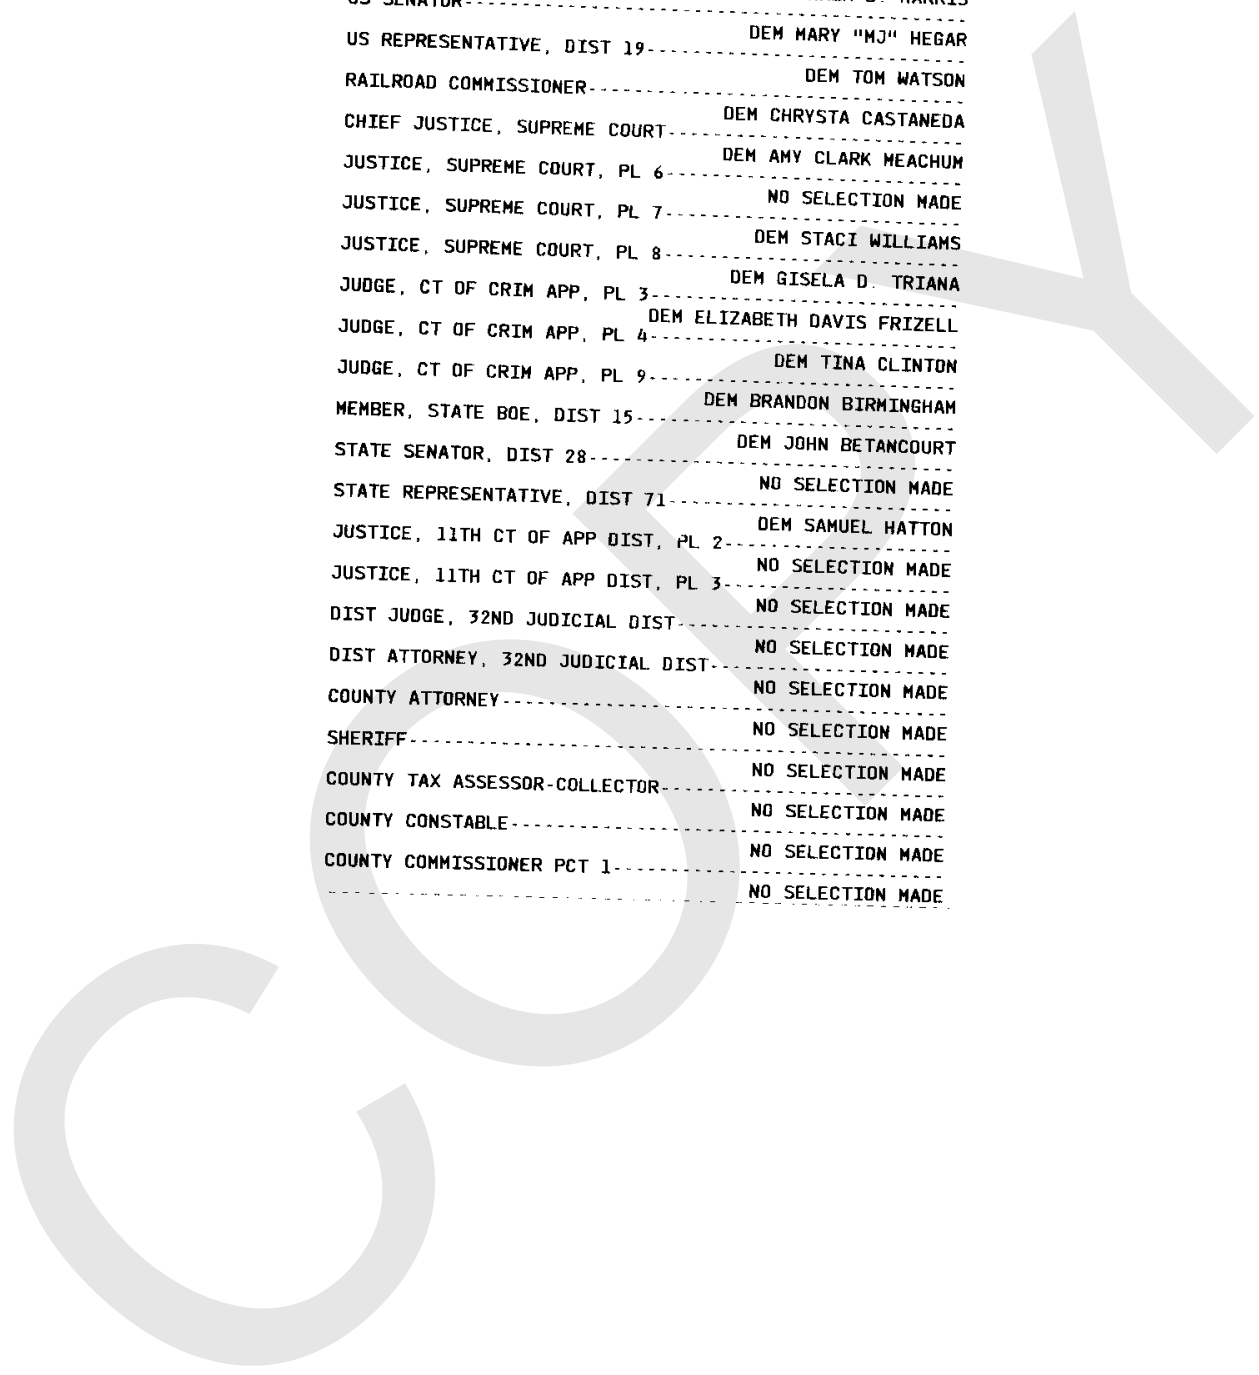 HARRIS
US SENATOR
DEM MARY "MJ" HEGAR
US REPRESENTATIVE, DIST 19
DEM TOM WATSON
RAILROAD COMMISSIONER
DEM CHRYSTA CASTANEDA
CHIEF JUSTICE, SUPREME COURT
DEM AMY CLARK MEACHUM
JUSTICE, SUPREME COURT, PL 6
NO SELECTION MADE
JUSTICE, SUPREME COURT, PL 7
DEM STACI WILLIAMS
JUSTICE, SUPREME COURT, PL 8
DEM GISELA D. TRIANA
JUDGE, CT OF CRIM APP, PL 3
DEM ELIZABETH DAVIS FRIZELL
JUDGE, CT OF CRIM APP, PL 4
DEM TINA CLINTON
JUDGE, CT OF CRIM APP, PL 9
DEM BRANDON BIRMINGHAM
MEMBER, STATE BOE, DIST 15
DEM JOHN BETANCOURT
STATE SENATOR, DIST 28
NO SELECTION MADE
STATE REPRESENTATIVE, DIST 71
DEM SAMUEL HATTON
JUSTICE, 11TH CT OF APP DIST, PL 2
NO SELECTION MADE
JUSTICE, 11TH CT OF APP DIST, PL 3
NO SELECTION MADE
DIST JUDGE, 32ND JUDICIAL DIST
NO SELECTION MADE
DIST ATTORNEY, 32ND JUDICIAL DIST
NO SELECTION MADE
COUNTY ATTORNEY
NO SELECTION MADE
SHERIFF
NO SELECTION MADE
COUNTY TAX ASSESSOR-COLLECTOR
NO SELECTION MADE
COUNTY CONSTABLE
NO SELECTION MADE
COUNTY COMMISSIONER PCT 1
NO SELECTION MADE
COPY